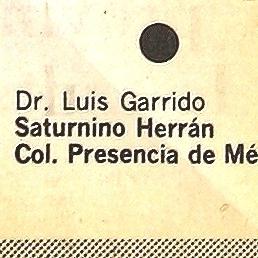 Dr. Luis Garrido
Saturnino Herrán
Col. Presencia de Mé